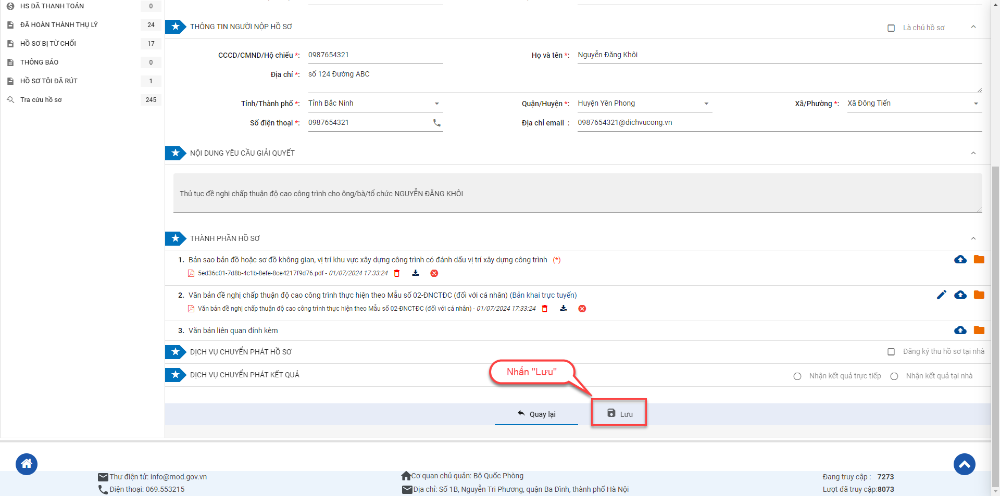 HS ĐÃ THANH TOÁN 0
ĐÃ HOÀN THÀNH THỤ LÝ 24
HỒ SƠ BỊ TỪ CHỐI 17
THÔNG BÁO 0
HỒ SƠ TÔI ĐÃ RÚT 1
Tra cứu hồ sơ 245
THÔNG TIN NGƯỜI NỘP HỒ SƠ Là chủ hồ sơ
CCCD/CMND/Hộ chiếu *: 0987654321 Họ và tên *: Nguyễn Đăng Khôi
Địa chỉ *: số 124 Đường ABC
Tỉnh/Thành phố *: Tỉnh Bắc Ninh Quận/Huyện *: Huyện Yên Phong Xã/Phường *: Xã Đông Tiến
Số điện thoại *: 0987654321 Địa chỉ email : 0987654321@dichvucong.vn
NỘI DUNG YÊU CẦU GIẢI QUYẾT
Thủ tục đề nghị chấp thuận độ cao công trình cho ông/bà/tổ chức NGUYỄN ĐĂNG KHÔI
THÀNH PHẦN HỒ SƠ
1. Bản sao bản đồ hoặc sơ đồ không gian, vị trí khu vực xây dựng công trình có đánh dấu vị trí xây dựng công trình (*)
5ed36c01-7d8b-4c1b-8efe-8ce4217f9d76.pdf - 01/07/2024 17:33:24
2. Văn bản đề nghị chấp thuận độ cao công trình thực hiện theo Mẫu số 02-ĐNCTĐC (đối với cá nhân) (Bản khai trực tuyến)
Văn bản đề nghị chấp thuận độ cao công trình thực hiện theo Mẫu số 02-ĐNCTĐC (đối với cá nhân) - 01/07/2024 17:33:24
3. Văn bản liên quan đính kèm
DỊCH VỤ CHUYỂN PHÁT HỒ SƠ Đăng ký thu hồ sơ tại nhà
DỊCH VỤ CHUYỂN PHÁT KẾT QUẢ Nhận kết quả trực tiếp Nhận kết quả tại nhà
Nhấn "Lưu"
Quay lại Lưu
Thư điện tử: info@mod.gov.vn
Điện thoại: 069.553215
Cơ quan chủ quản: Bộ Quốc Phòng
Địa chỉ: Số 1B, Nguyễn Tri Phương, quận Ba Đình, thành phố Hà Nội
Đang truy cập : 7273
Lượt đã truy cập:8073